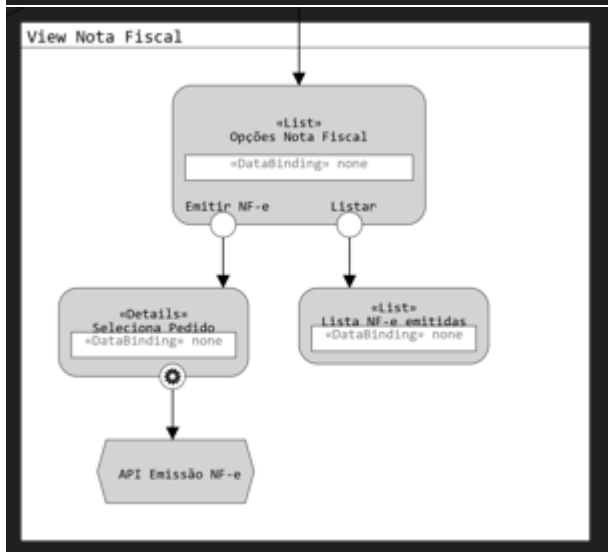 View Nota Fiscal
«List»
Opções Nota Fiscal
«DataBinding» none
Emitir NF-e
Listar
«Details»
Seleciona Pedido
«DataBinding» none
«List»
Lista NF-e emitidas
«DataBinding» none
API Emissão NF-e